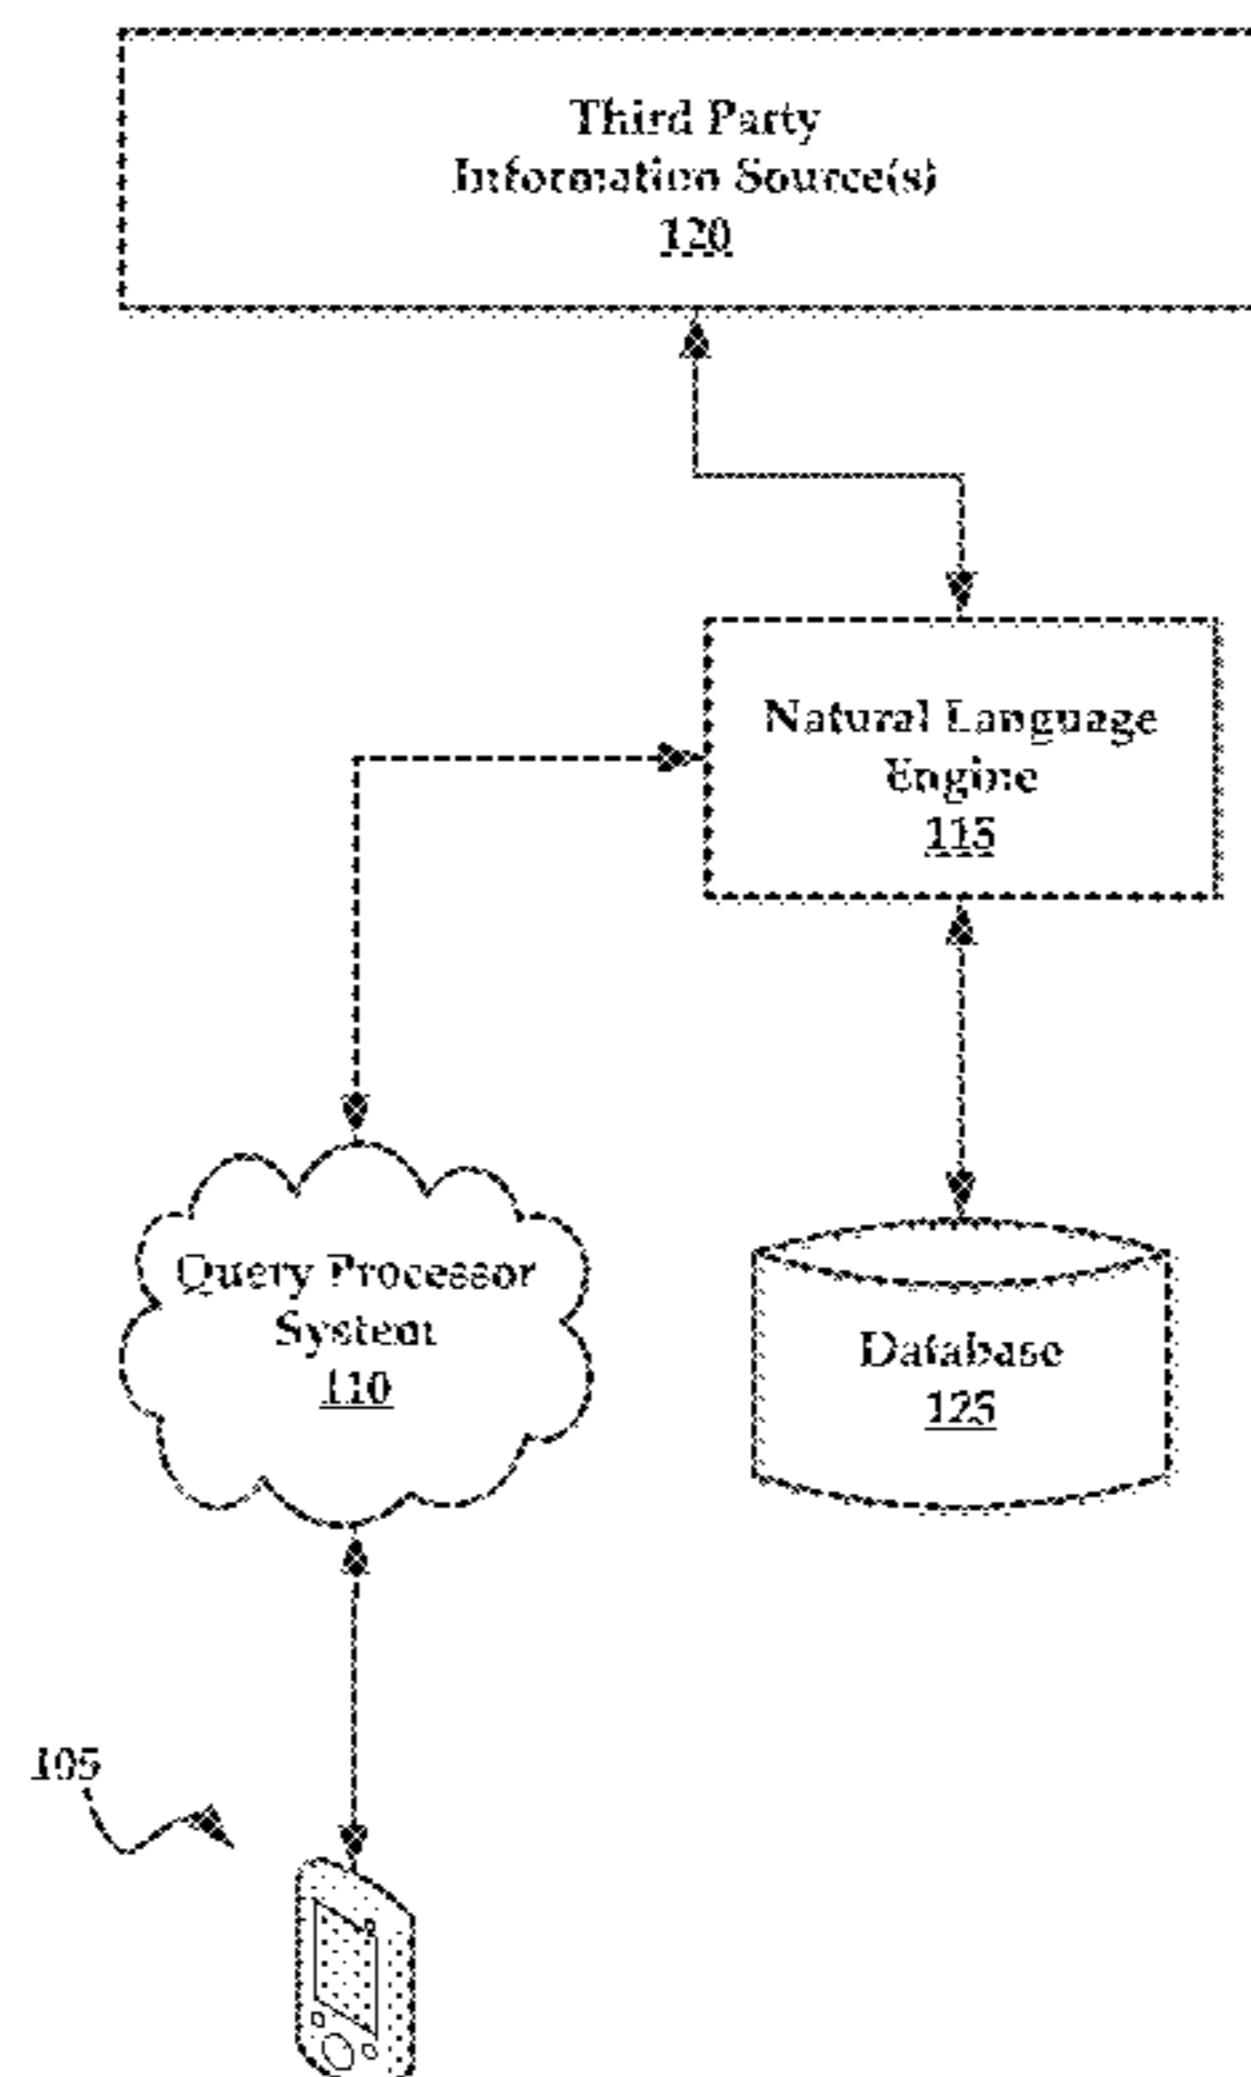 Third Party
Information Source(s)
120
Natural Language
Engine
115
Query Processor
System
110
Database
125
105